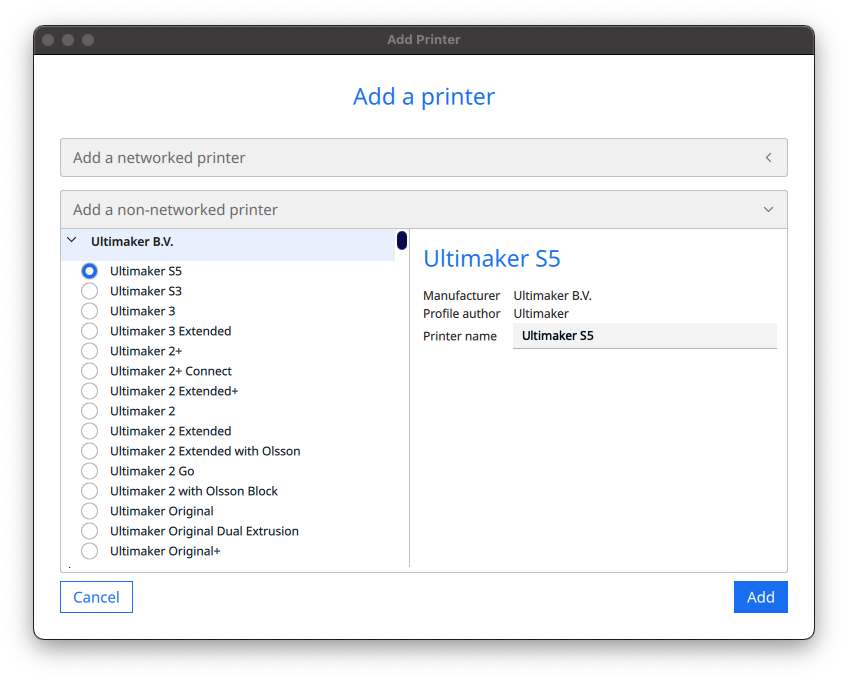 Add Printer
Add a printer
Add a networked printer
Add a non-networked printer
Ultimaker B.V.
Ultimaker S5
Ultimaker S3
Ultimaker 3
Ultimaker 3 Extended
Ultimaker 2+
Ultimaker 2+ Connect
Ultimaker 2 Extended+
Ultimaker 2
Ultimaker 2 Extended
Ultimaker 2 Extended with Olsson
Ultimaker 2 Go
Ultimaker 2 with Olsson Block
Ultimaker Original
Ultimaker Original Dual Extrusion
Ultimaker Original+
Ultimaker S5
Manufacturer Ultimaker B.V.
Profile author Ultimaker
Printer name Ultimaker S5
Cancel
Add